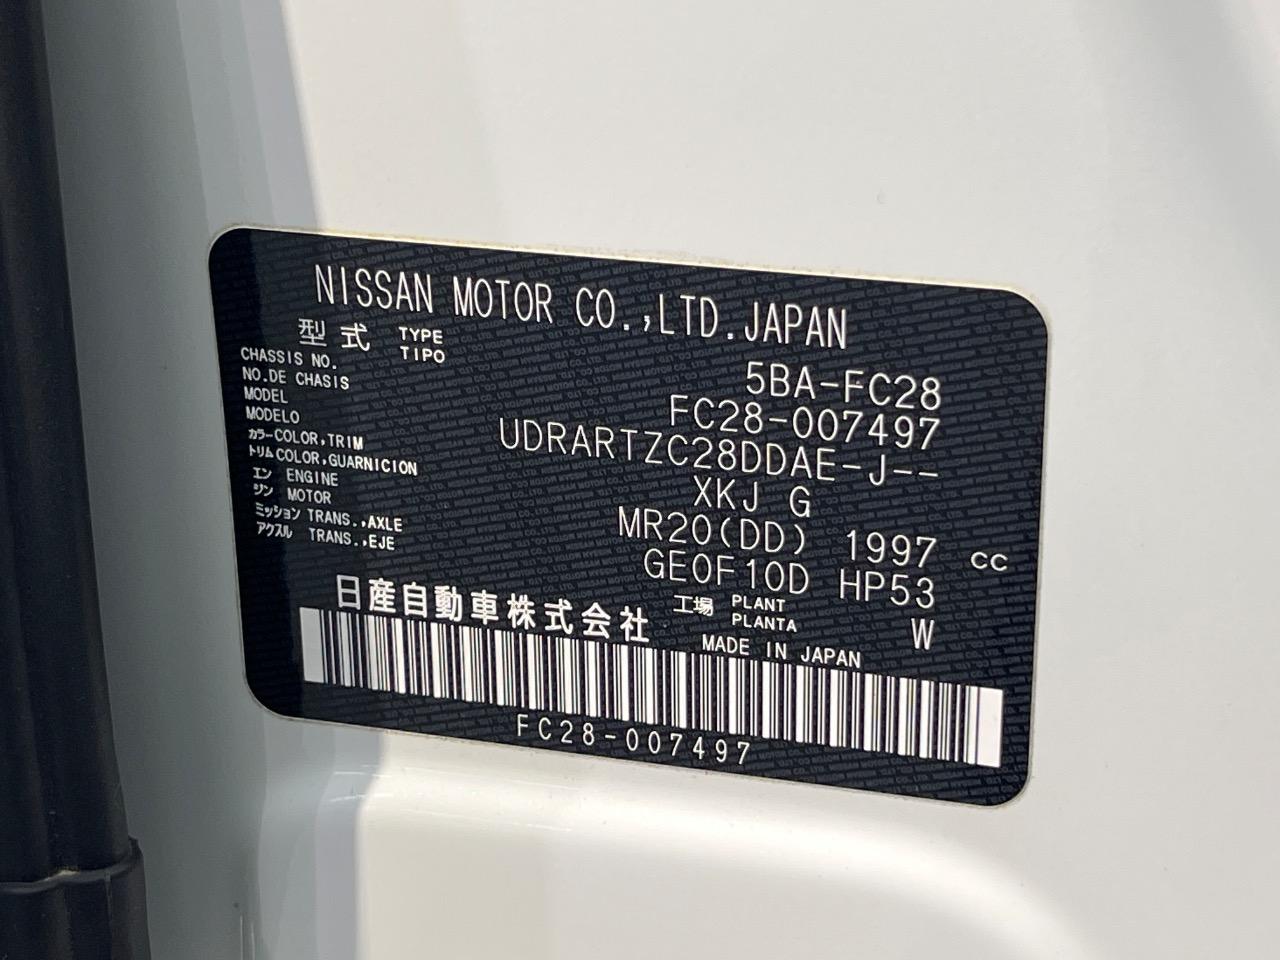 NISSAN MOTOR CO.,LTD.JAPAN
型式 TYPE TIPO 5BA-FC28
CHASSIS NO. NO.DE CHASIS FC28-007497
MODEL MODELO UDRARTZC28DDAE-J--
カラー COLOR,TRIM トリム COLOR,GUARNICION XKJ G
エン ENGINE ジン MOTOR MR20(DD) 1997 cc
ミッション TRANS.,AXLE アクスル TRANS.,EJE GE0F10D HP53
工場 PLANT PLANTA W
日産自動車株式会社 MADE IN JAPAN
FC28-007497